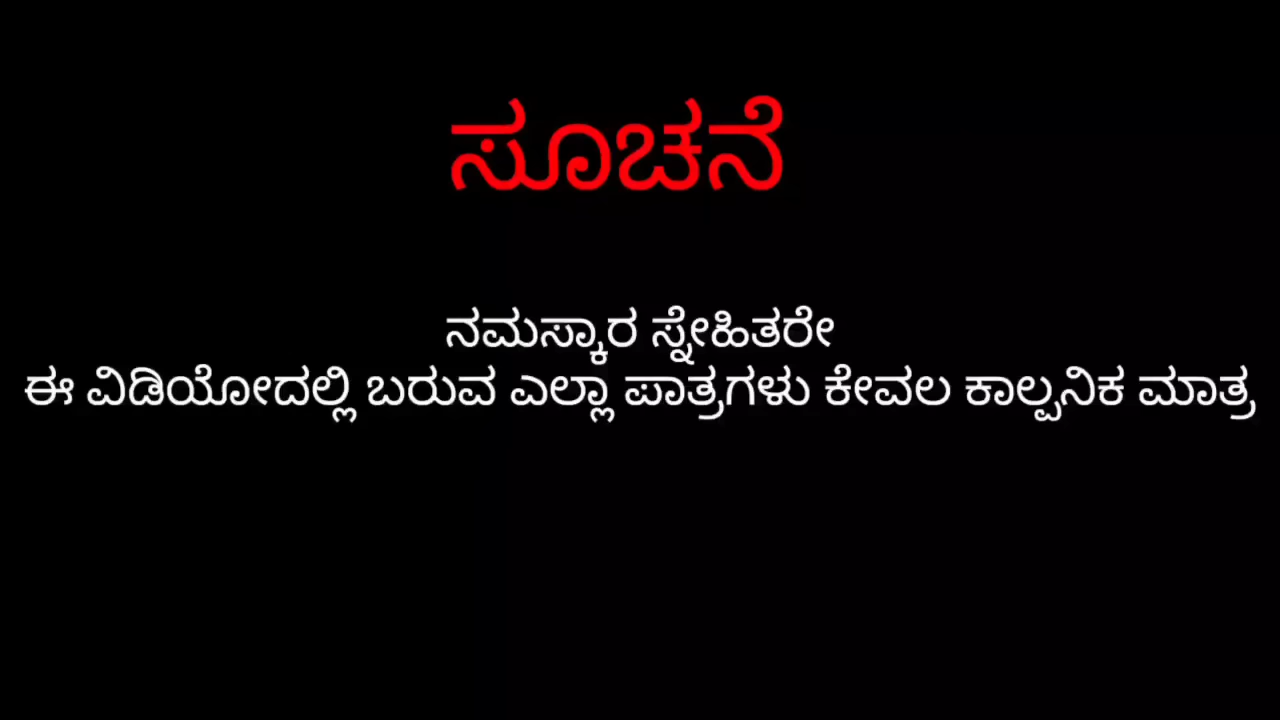 ಸೂಚನೆ
ನಮಸ್ಕಾರ ಸ್ನೇಹಿತರೇ
ಈ ವಿಡಿಯೋದಲ್ಲಿ ಬರುವ ಎಲ್ಲಾ ಪಾತ್ರಗಳು ಕೇವಲ ಕಾಲ್ಪನಿಕ ಮಾತ್ರ